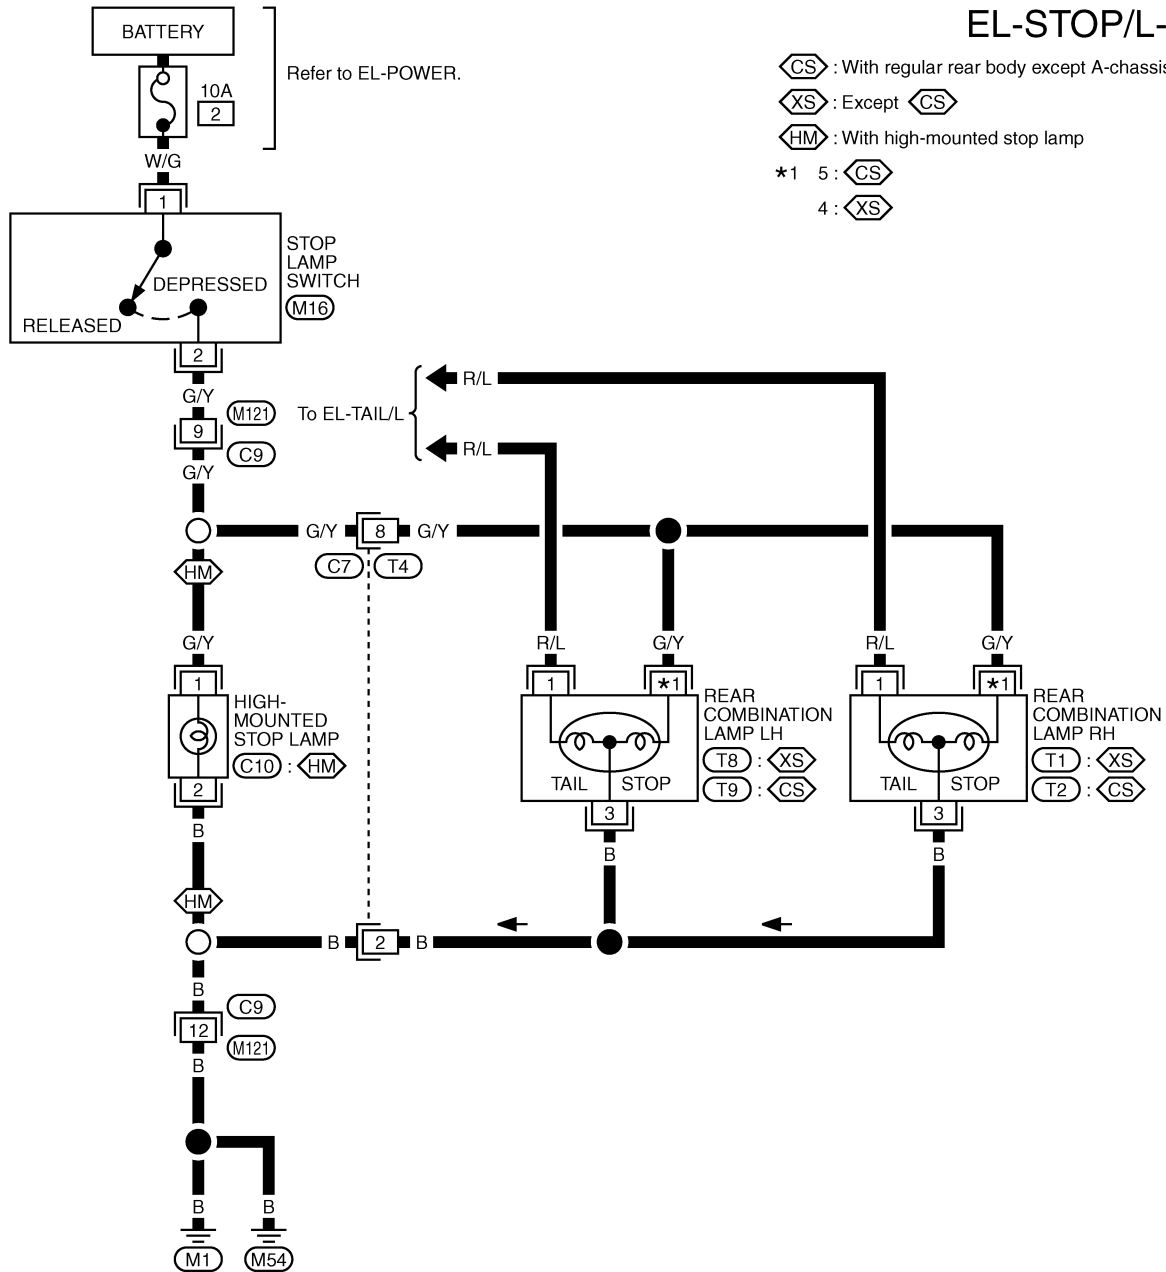 EL-STOP/L-
BATTERY
Refer to EL-POWER.
10A
2
W/G
1
CS : With regular rear body except A-chassis
XS : Except CS
HM : With high-mounted stop lamp
*1 5 : CS
4 : XS
STOP
LAMP
SWITCH
M16
DEPRESSED
RELEASED
2
G/Y
M121
9
C9
G/Y
To EL-TAIL/L
R/L
R/L
G/Y
8
G/Y
C7
T4
HM
G/Y
R/L
G/Y
R/L
G/Y
1
HIGH-
MOUNTED
STOP LAMP
C10 : HM
2
1
*1
REAR
COMBINATION
LAMP LH
T8 : XS
T9 : CS
TAIL
STOP
3
1
*1
REAR
COMBINATION
LAMP RH
T1 : XS
T2 : CS
TAIL
STOP
3
B
B
B
HM
B
2
B
B
C9
12
M121
B
B
B
M1
M54